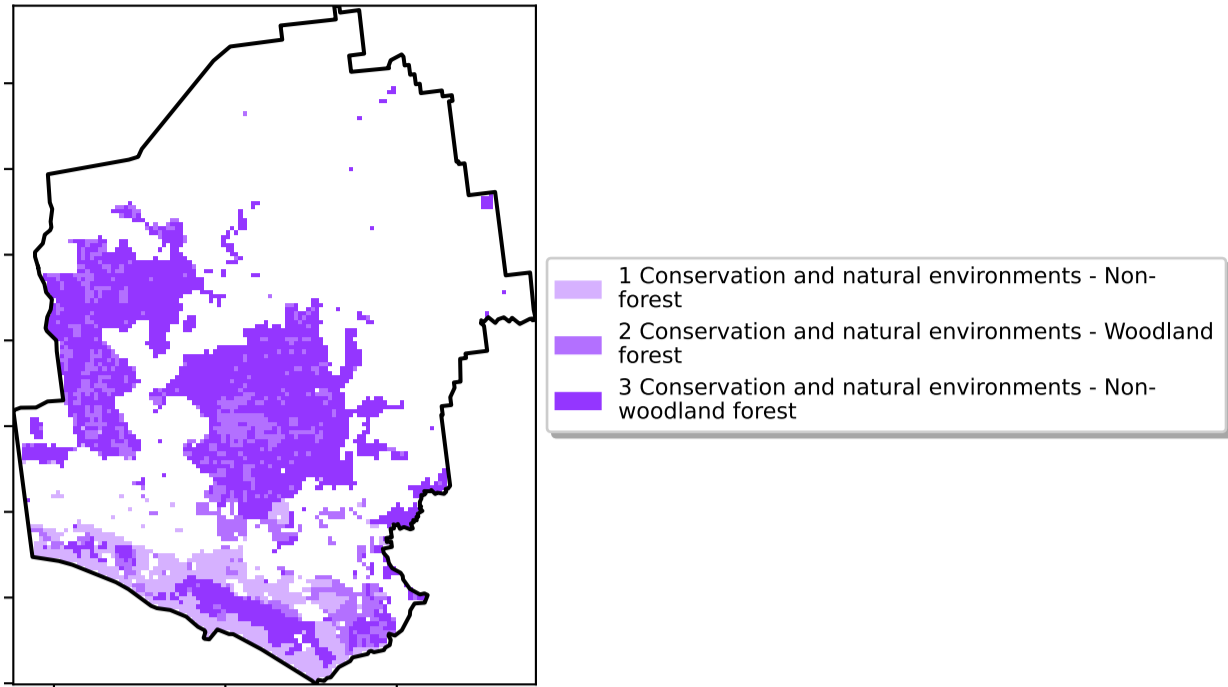 1 Conservation and natural environments - Non-
forest
2 Conservation and natural environments - Woodland
forest
3 Conservation and natural environments - Non-
woodland forest